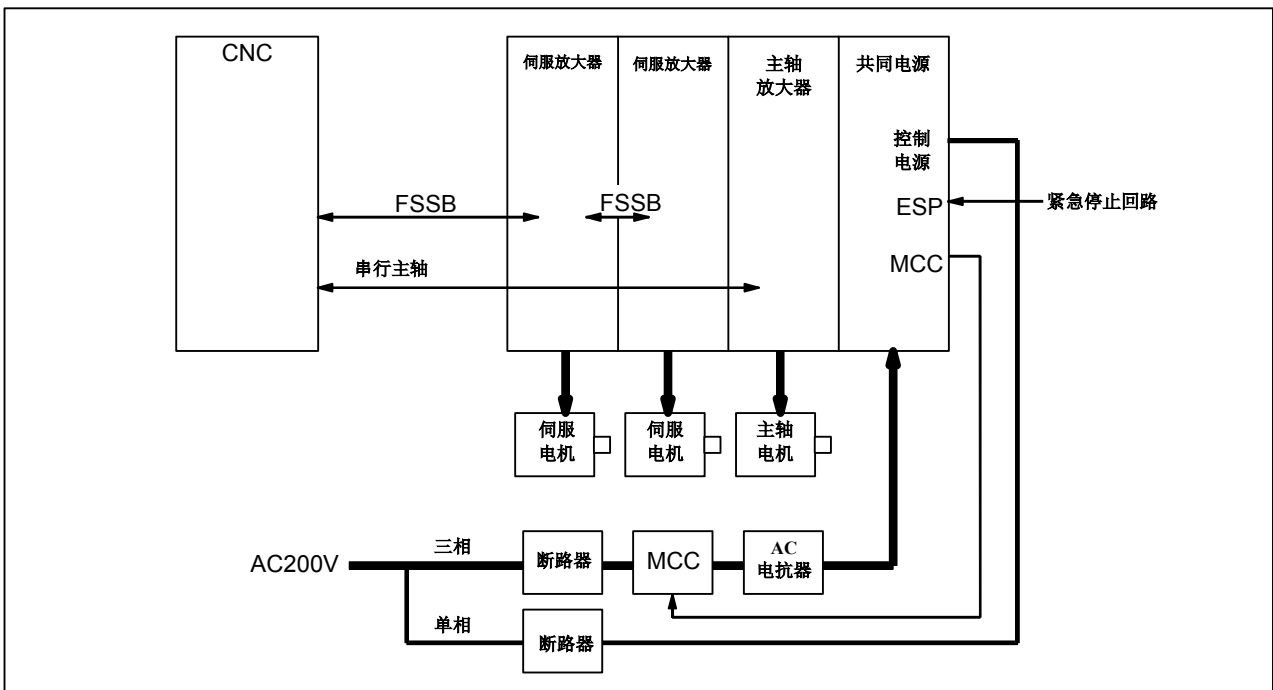 CNC
伺服放大器
伺服放大器
主轴
放大器
共同电源
控制
电源
FSSB
FSSB
ESP
紧急停止回路
MCC
串行主轴
伺服
电机
伺服
电机
主轴
电机
AC200V
三相
断路器
MCC
AC
电抗器
单相
断路器